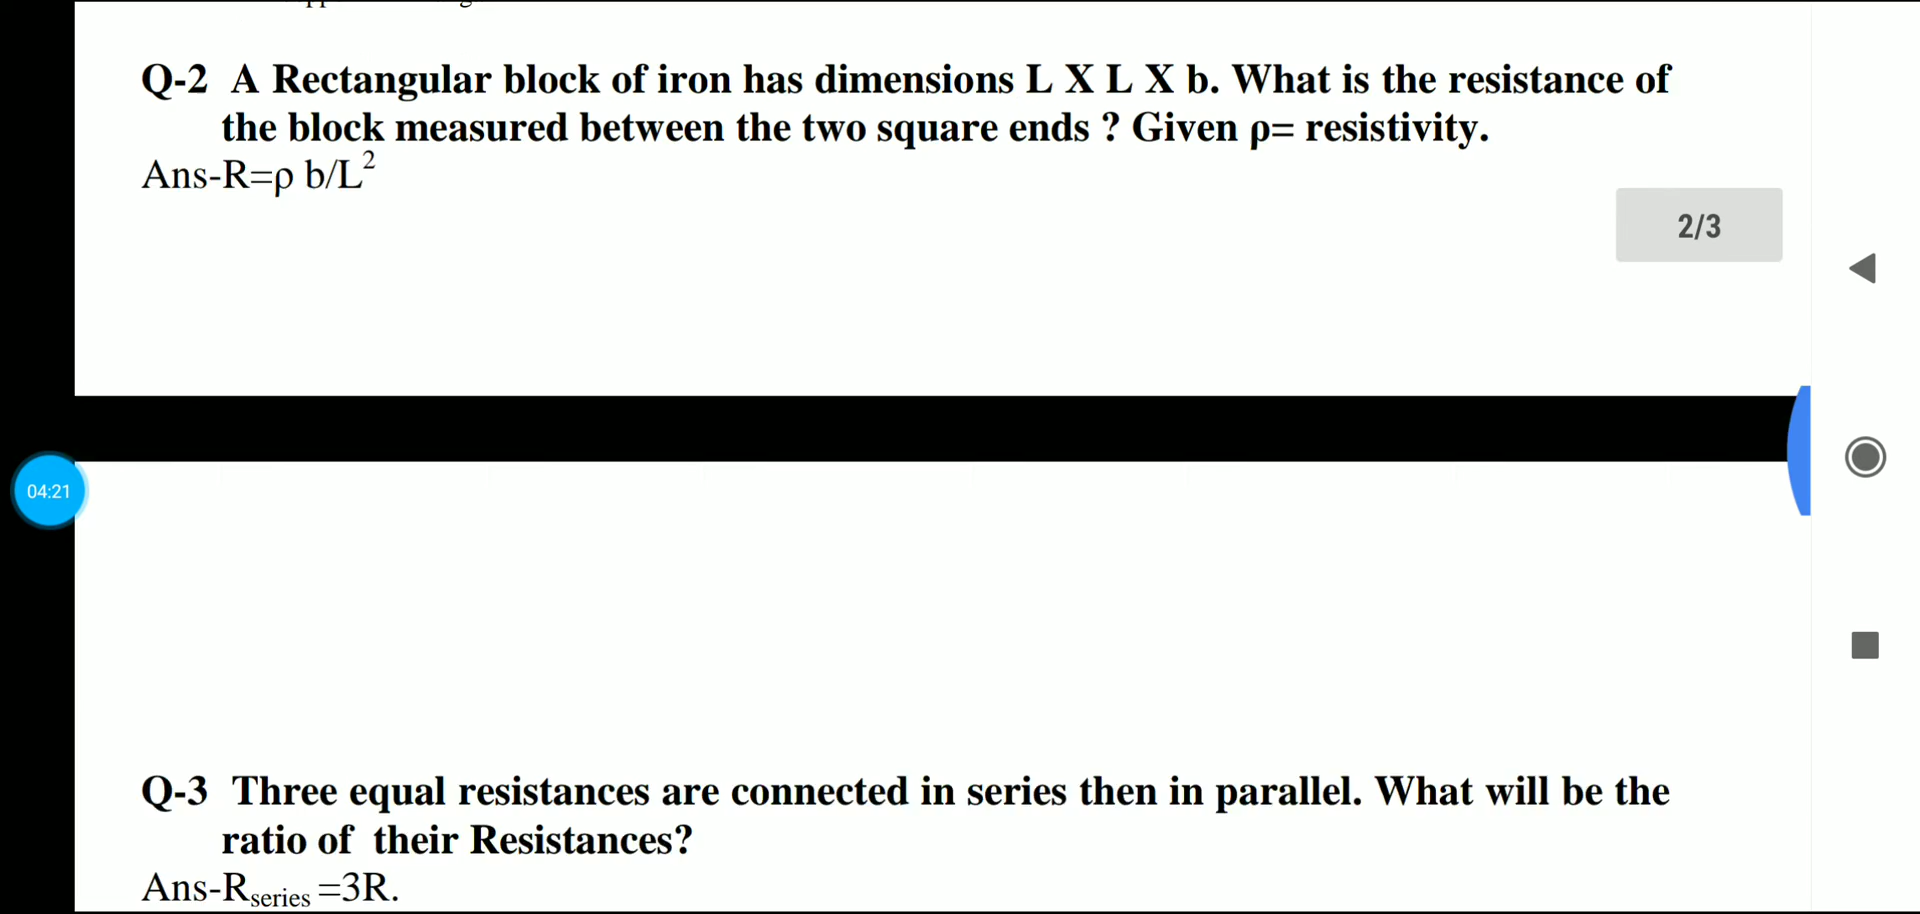 Q-2 A Rectangular block of iron has dimensions L X L X b. What is the resistance of
the block measured between the two square ends ? Given ρ= resistivity.
Ans-R=ρ b/L²
2/3
04:21
Q-3 Three equal resistances are connected in series then in parallel. What will be the
ratio of their Resistances?
Ans-Rseries =3R.